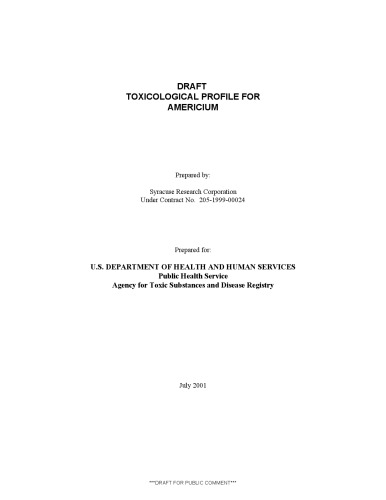 DRAFT
TOXICOLOGICAL PROFILE FOR
AMERICIUM
Prepared by:
Syracuse Research Corporation
Under Contract No. 205-1999-00024
Prepared for:
U.S. DEPARTMENT OF HEALTH AND HUMAN SERVICES
Public Health Service
Agency for Toxic Substances and Disease Registry
July 2001
***DRAFT FOR PUBLIC COMMENT***